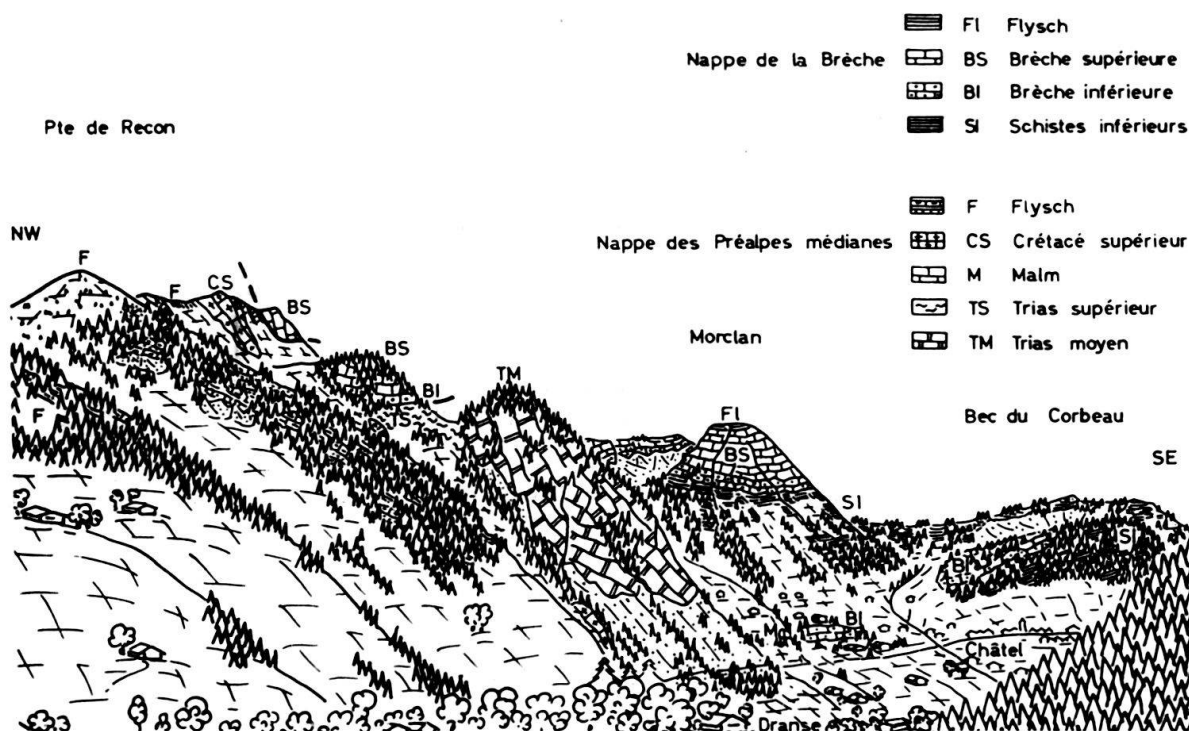 Fl Flysch
Nappe de la Brèche BS Brèche supérieure
BI Brèche inférieure
SI Schistes inférieurs
Pte de Recon
F Flysch
NW
Nappe des Préalpes médianes CS Crétacé supérieur
M Malm
TS Trias supérieur
TM Trias moyen
Morclan
Bec du Corbeau
SE
F
F
CS
BS
BS
BI
TS
TM
F
Fl
BS
SI
M
SI
BI
BI
Châtel
Dranse